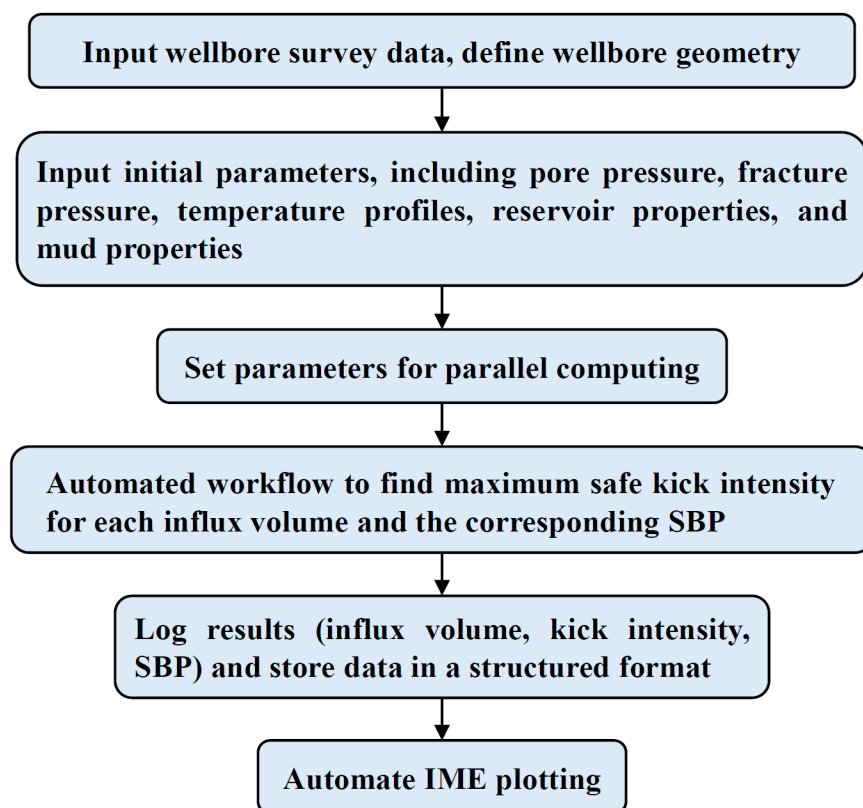 Input wellbore survey data, define wellbore geometry
Input initial parameters, including pore pressure, fracture
pressure, temperature profiles, reservoir properties, and
mud properties
Set parameters for parallel computing
Automated workflow to find maximum safe kick intensity
for each influx volume and the corresponding SBP
Log results (influx volume, kick intensity,
SBP) and store data in a structured format
Automate IME plotting